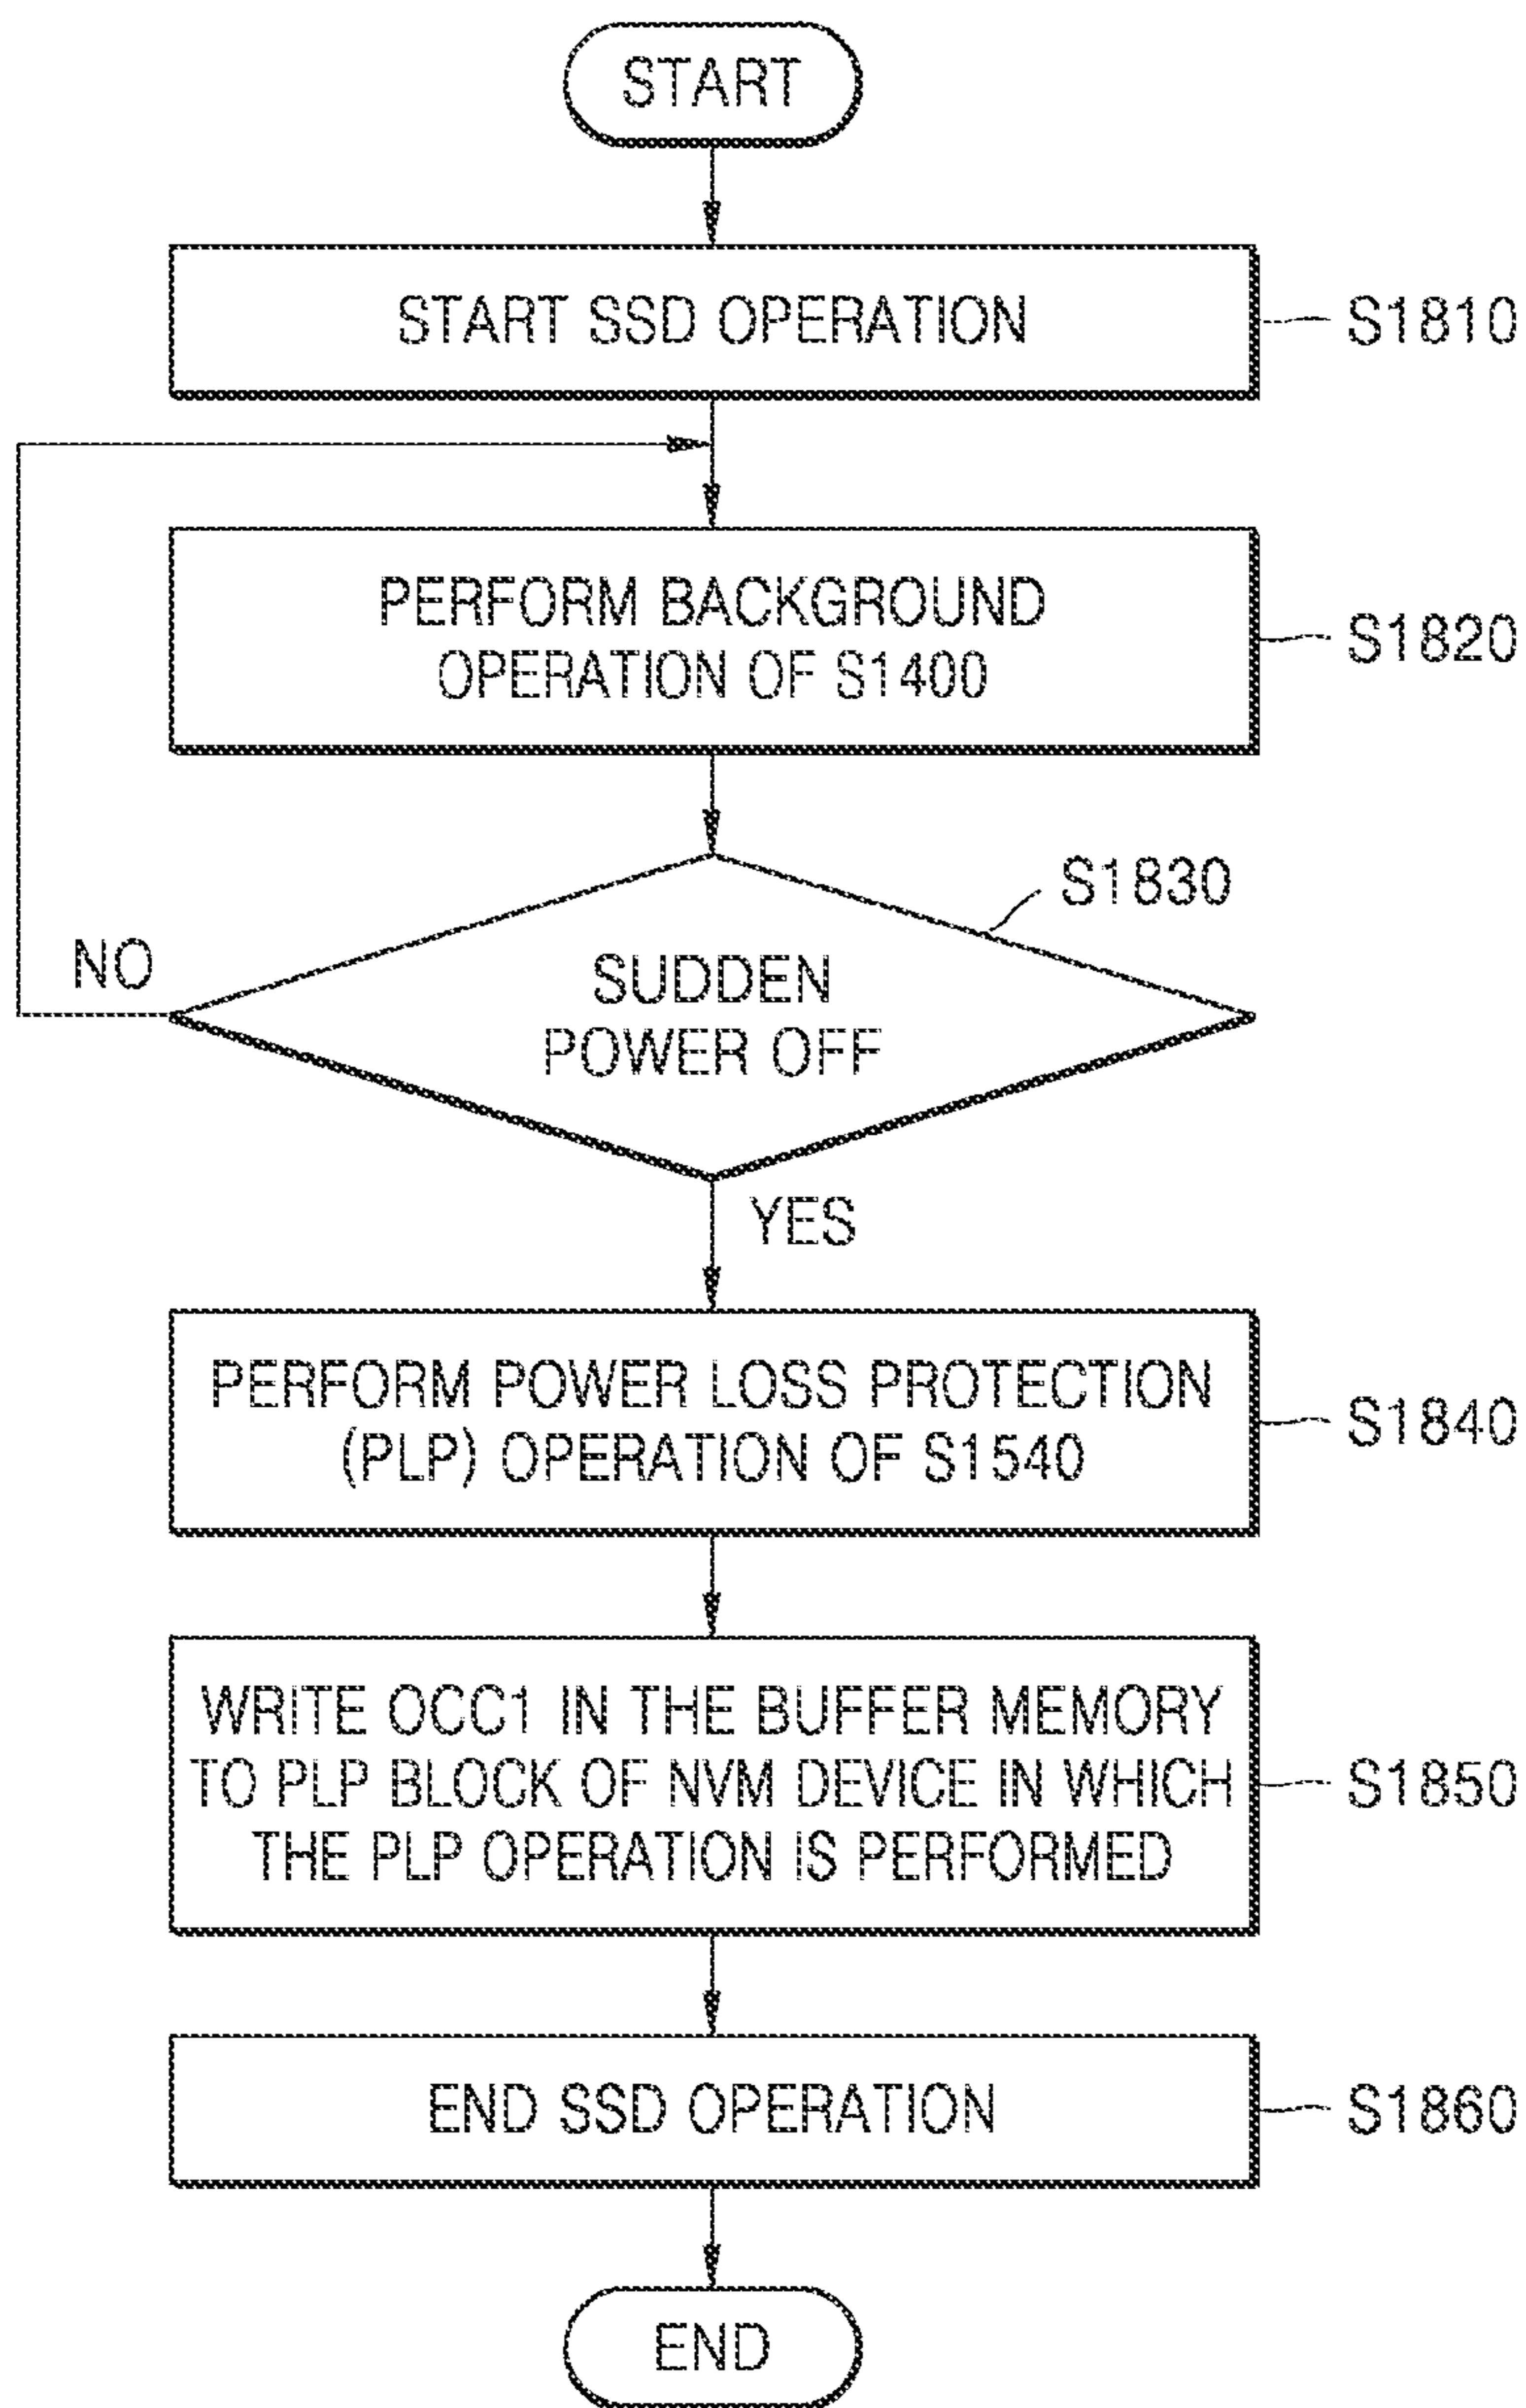 START
START SSD OPERATION
S1810
PERFORM BACKGROUND
OPERATION OF S1400
S1820
S1830
NO
SUDDEN
POWER OFF
YES
PERFORM POWER LOSS PROTECTION
(PLP) OPERATION OF S1540
S1840
WRITE OCC1 IN THE BUFFER MEMORY
TO PLP BLOCK OF NVM DEVICE IN WHICH
THE PLP OPERATION IS PERFORMED
S1850
END SSD OPERATION
S1860
END